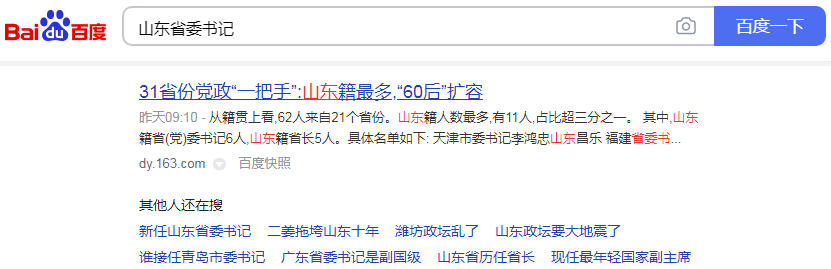 Bai du 百度 山东省委书记 百度一下
31省份党政“一把手”:山东籍最多,“60后”扩容
昨天09:10 - 从籍贯上看,62人来自21个省份。山东籍人数最多,有11人,占比超三分之一。 其中,山东
籍省(党)委书记6人,山东籍省长5人。具体名单如下: 天津市委书记李鸿忠山东昌乐 福建省委书...
dy.163.com 百度快照
其他人还在搜
新任山东省委书记 二姜拖垮山东十年 潍坊政坛乱了 山东政坛要大地震了
谁接任青岛市委书记 广东省委书记是副国级 山东省历任省长 现任最年轻国家副主席